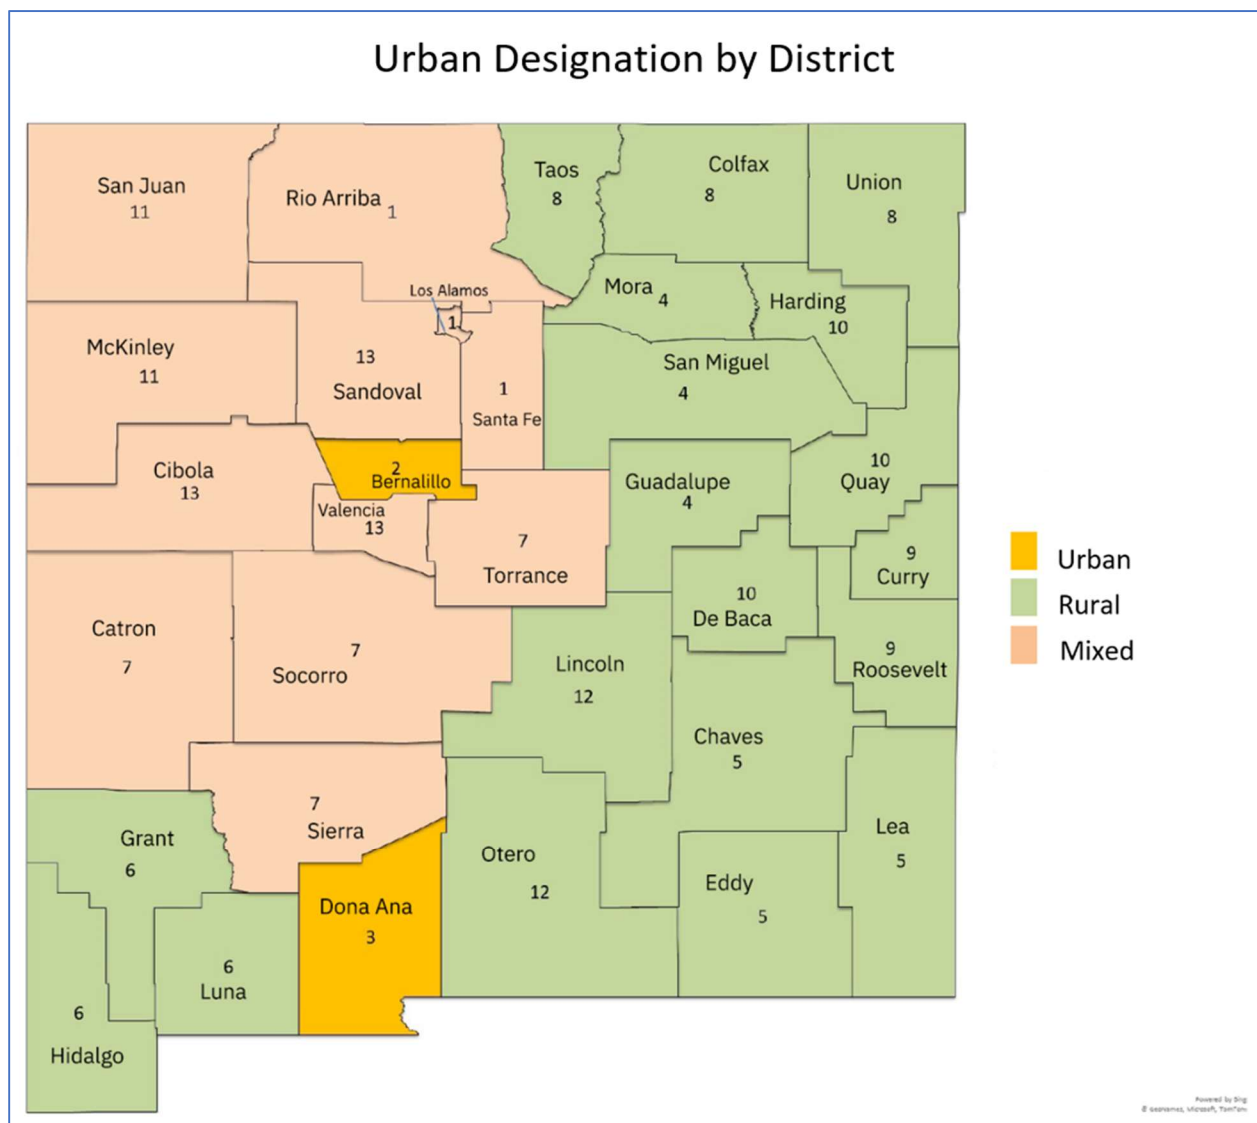 Urban Designation by District
San Juan
11
Rio Arriba 1
Taos
8
Colfax
8
Union
8
Los Alamos
1
Mora 4
Harding
10
McKinley
11
13
Sandoval
1
Santa Fe
San Miguel
4
Cibola
13
2
Bernalillo
Valencia
13
7
Torrance
Guadalupe
4
10
Quay
9
Curry
10
De Baca
9
Roosevelt
Catron
7
7
Socorro
Lincoln
12
Chaves
5
7
Sierra
Grant
6
Dona Ana
3
Otero
12
Eddy
5
Lea
5
6
Luna
6
Hidalgo
Urban
Rural
Mixed
Powered by Bing
© GeoNames, Microsoft, TomTom